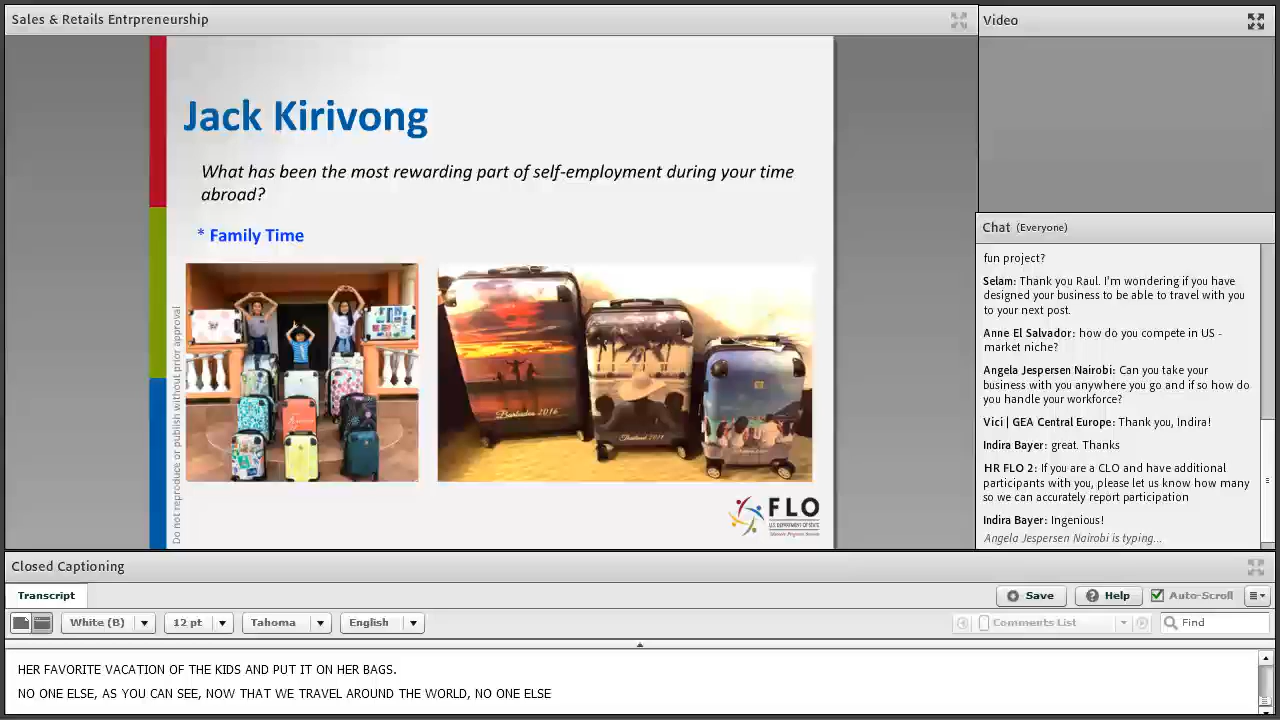 Sales & Retails Entrpreneurship
Jack Kirivong
What has been the most rewarding part of self-employment during your time
abroad?
* Family Time
Barbados 2016
Do not reproduce or publish without prior approval
FLO
U.S. DEPARTMENT OF STATE
Video
Chat (Everyone)
fun project?
Selam: Thank you Raul. I'm wondering if you have
designed your business to be able to travel with you
to your next post.
Anne El Salvador: how do you compete in US -
market niche?
Angela Jespersen Nairobi: Can you take your
business with you anywhere you go and if so how do
you handle your workforce?
Vici | GEA Central Europe: Thank you, Indira!
Indira Bayer: great. Thanks
HR FLO 2: If you are a CLO and have additional
participants with you, please let us know how many
so we can accurately report participation
Indira Bayer: Ingenious!
Angela Jespersen Nairobi is typing...
Closed Captioning
Transcript
Save
Help
Auto-Scroll
White (B)
12 pt
Tahoma
English
Comments List
Find
HER FAVORITE VACATION OF THE KIDS AND PUT IT ON HER BAGS.
NO ONE ELSE, AS YOU CAN SEE, NOW THAT WE TRAVEL AROUND THE WORLD, NO ONE ELSE